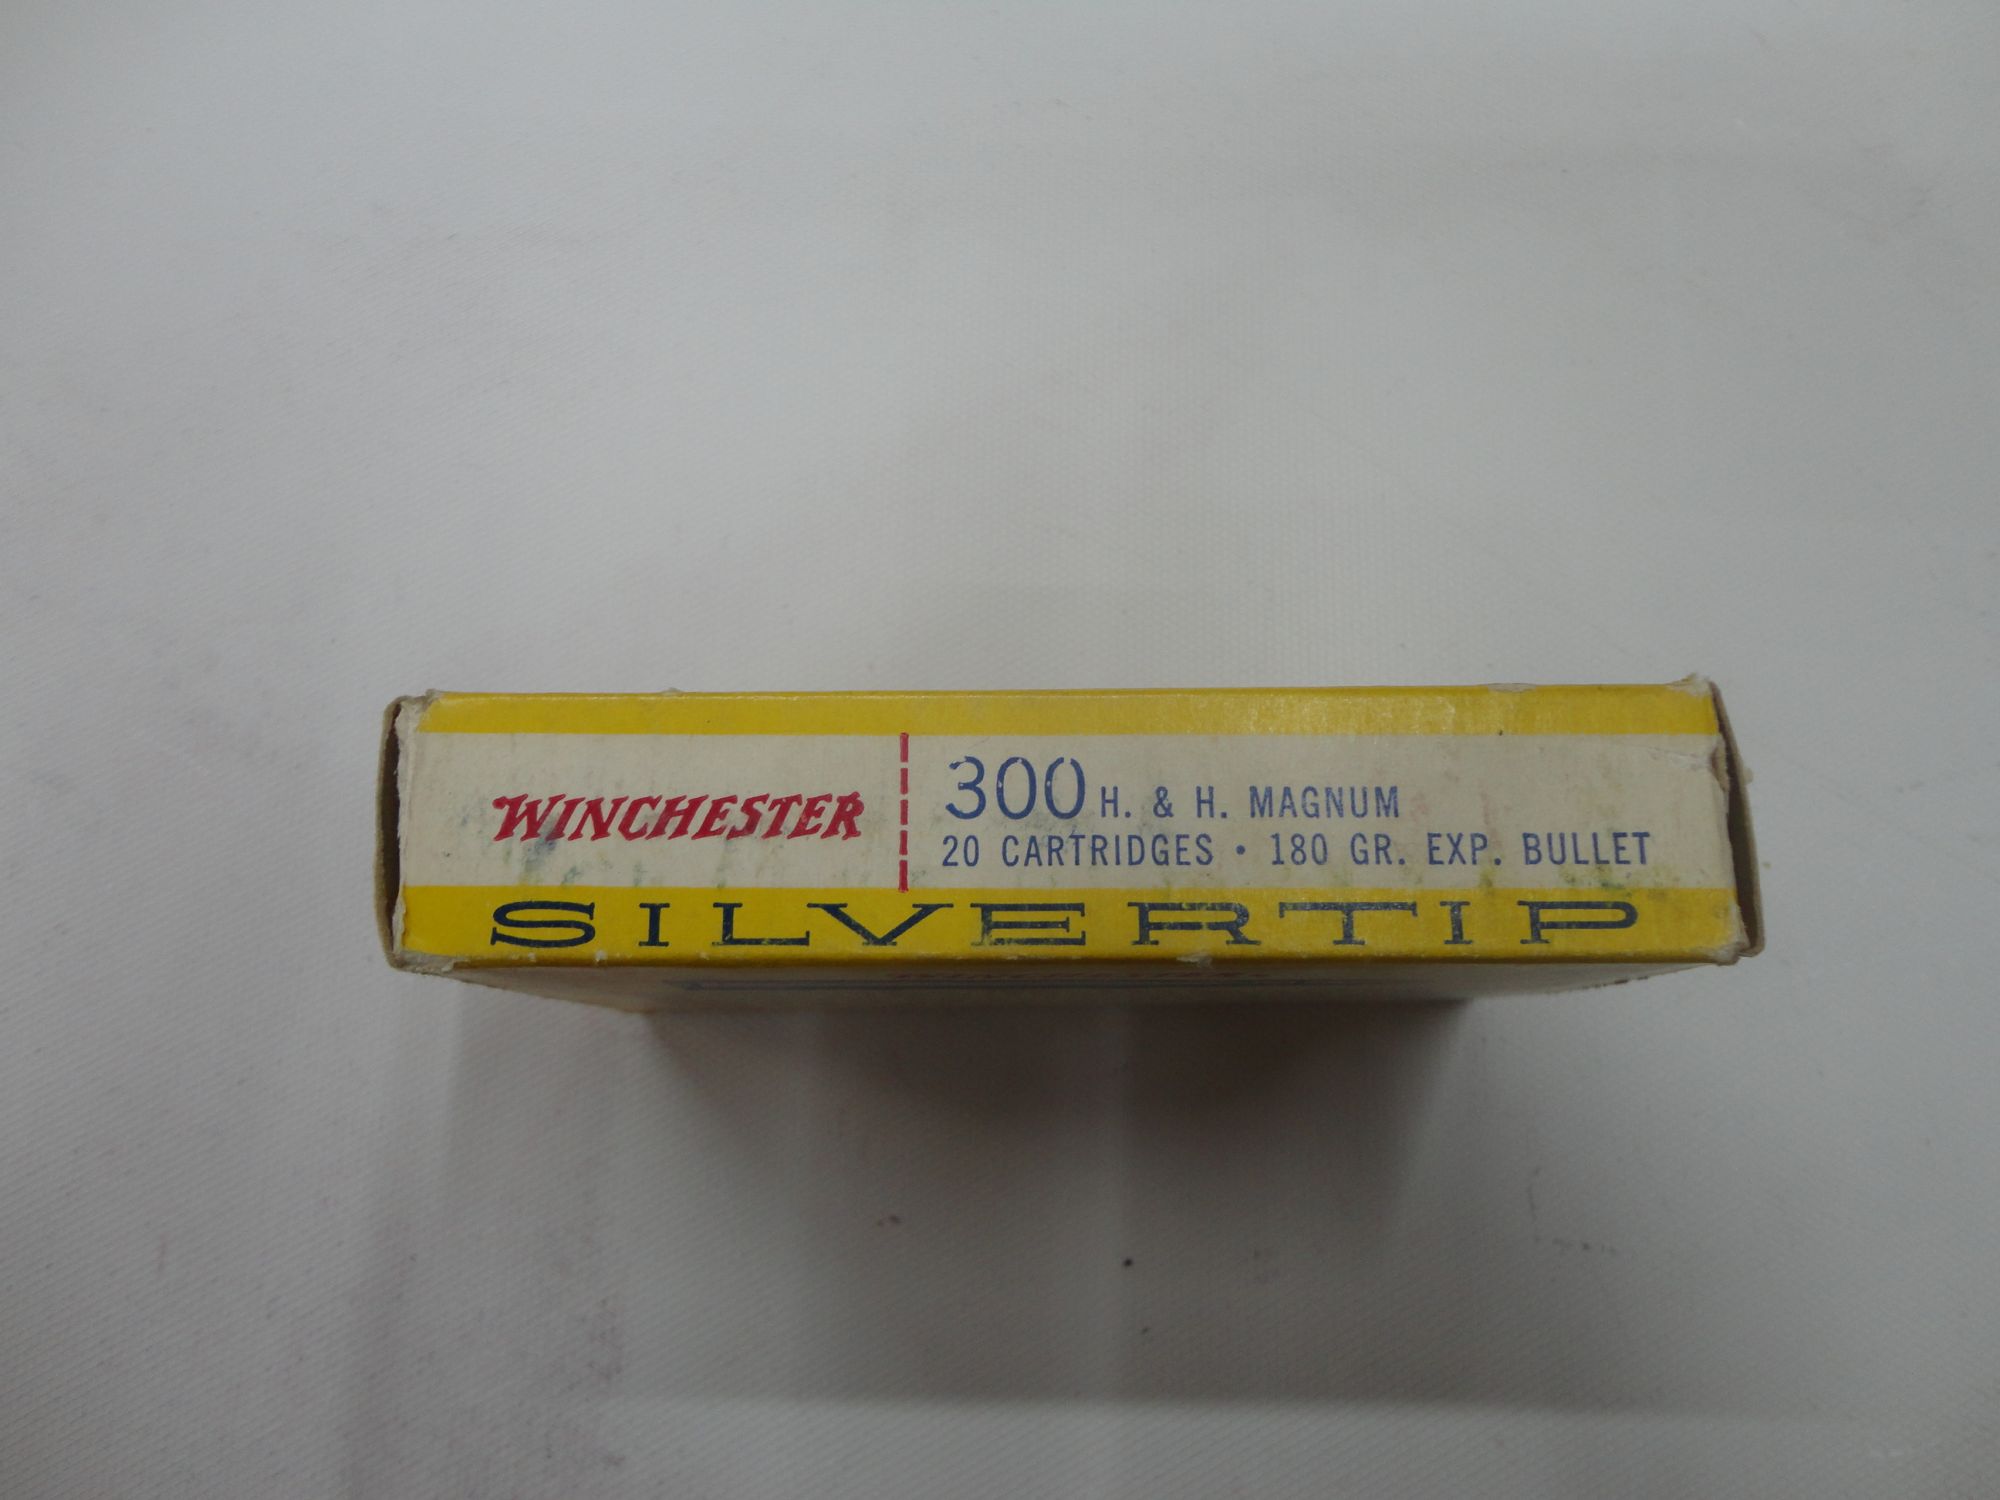 WINCHESTER
300 H. & H. MAGNUM
20 CARTRIDGES • 180 GR. EXP. BULLET
SILVERTIP